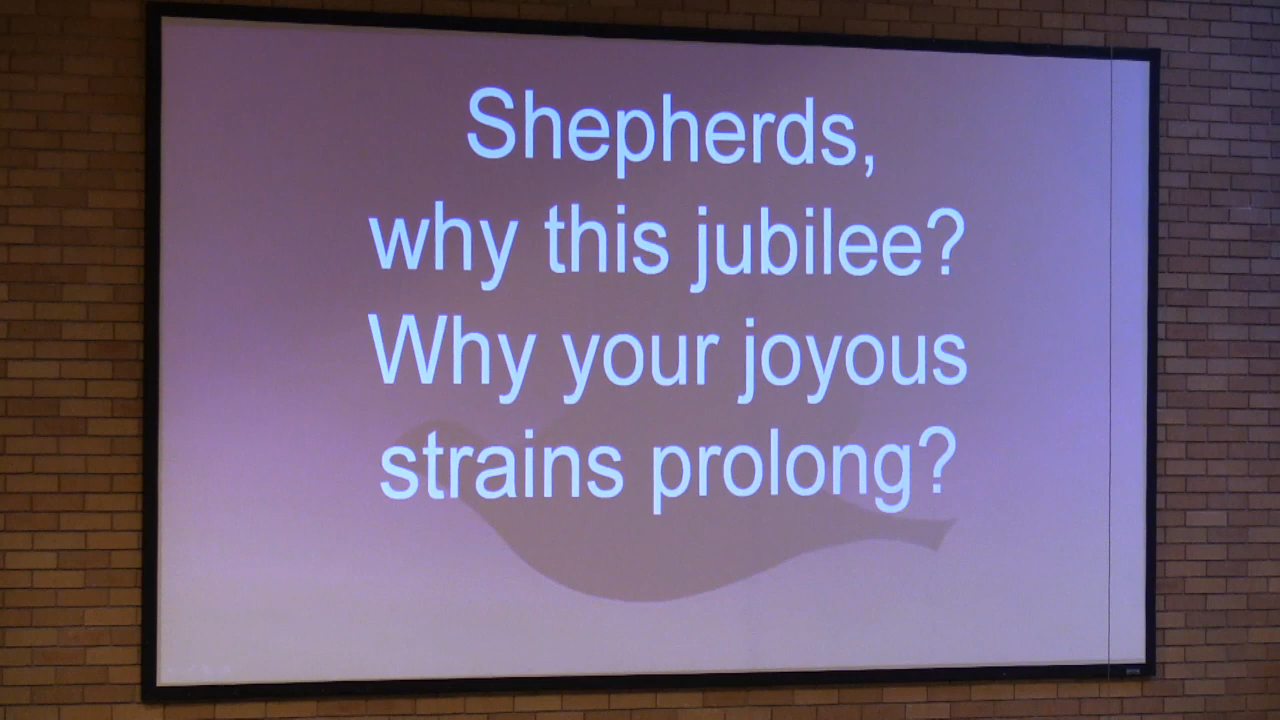 Shepherds,
why this jubilee?
Why your joyous
strains prolong?